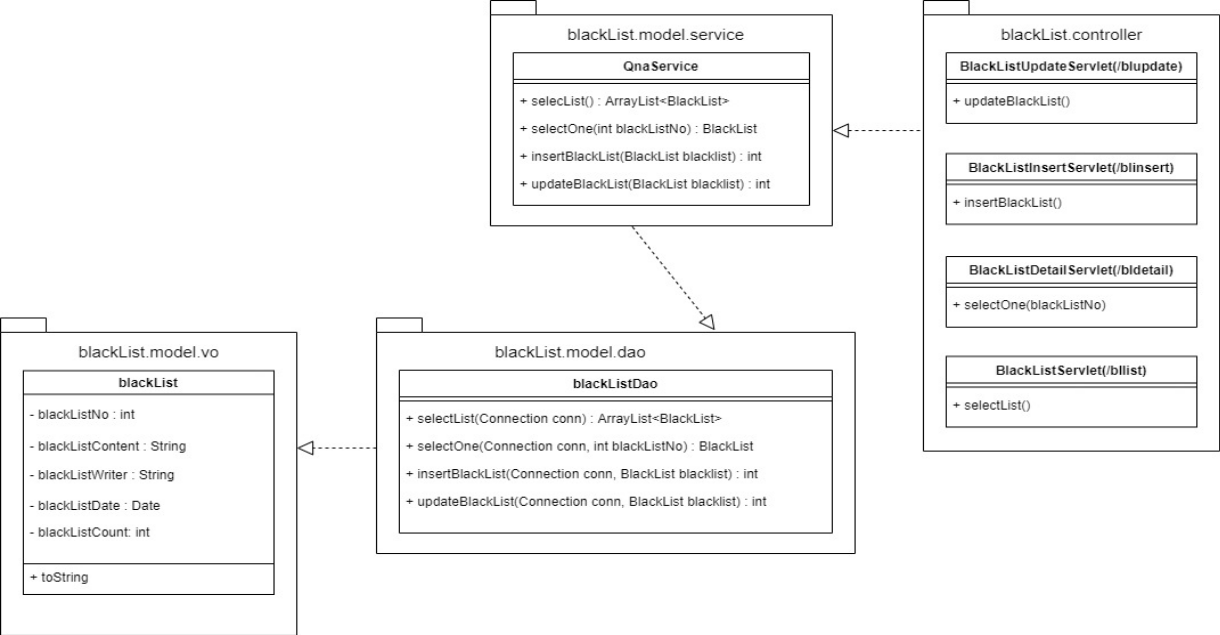 blackList.model.service
QnaService
+ selecList() : ArrayList<BlackList>
+ selectOne(int blackListNo) : BlackList
+ insertBlackList(BlackList blacklist) : int
+ updateBlackList(BlackList blacklist) : int
blackList.controller
BlackListUpdateServlet(/blupdate)
+ updateBlackList()
BlackListInsertServlet(/blinsert)
+ insertBlackList()
BlackListDetailServlet(/bldetail)
+ selectOne(blackListNo)
BlackListServlet(/bllist)
+ selectList()
blackList.model.vo
blackList
- blackListNo : int
- blackListContent : String
- blackListWriter : String
- blackListDate : Date
- blackListCount: int
+ toString
blackList.model.dao
blackListDao
+ selectList(Connection conn) : ArrayList<BlackList>
+ selectOne(Connection conn, int blackListNo) : BlackList
+ insertBlackList(Connection conn, BlackList blacklist) : int
+ updateBlackList(Connection conn, BlackList blacklist) : int